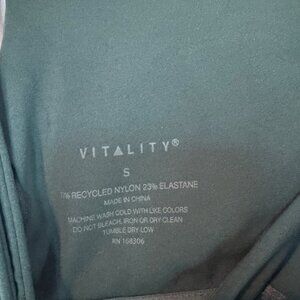 VITALITY®
S
RECYCLED NYLON 23% ELASTANE
MADE IN CHINA
MACHINE WASH COLD WITH LIKE COLORS
DO NOT BLEACH, IRON OR DRY CLEAN
TUMBLE DRY LOW
RN 168306